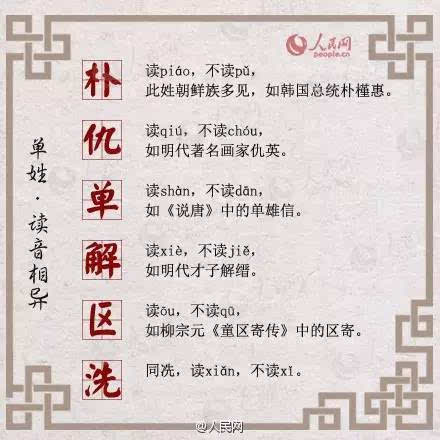 人民网
people.cn
单姓·读音相异
朴
读piáo，不读pǔ，
此姓朝鲜族多见，如韩国总统朴槿惠。
仇
读qiú，不读chóu，
如明代著名画家仇英。
单
读shàn，不读dān，
如《说唐》中的单雄信。
解
读xiè，不读jiě，
如明代才子解缙。
区
读ōu，不读qū，
如柳宗元《童区寄传》中的区寄。
洗
同冼，读xiǎn，不读xǐ。
@人民网